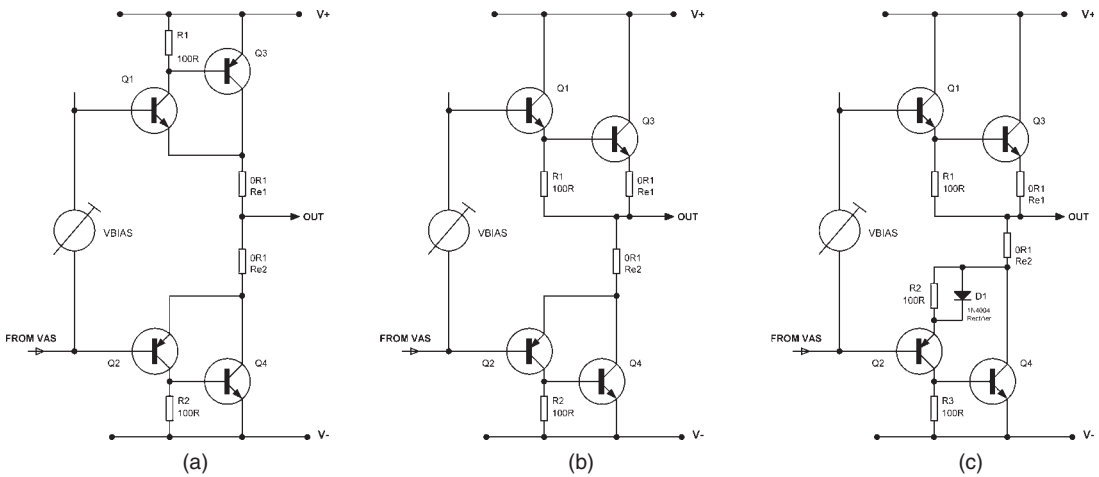 V+
R1
100R
Q3
Q1
VBIAS
0R1
Re1
OUT
0R1
Re2
FROM VAS
Q2
Q4
R2
100R
V-
(a)
V+
Q1
Q3
R1
100R
0R1
Re1
OUT
VBIAS
0R1
Re2
FROM VAS
Q2
Q4
R2
100R
V-
(b)
V+
Q1
Q3
R1
100R
0R1
Re1
OUT
VBIAS
0R1
Re2
R2
100R
D1
1N4004
Rectifier
FROM VAS
Q2
Q4
R3
100R
V-
(c)